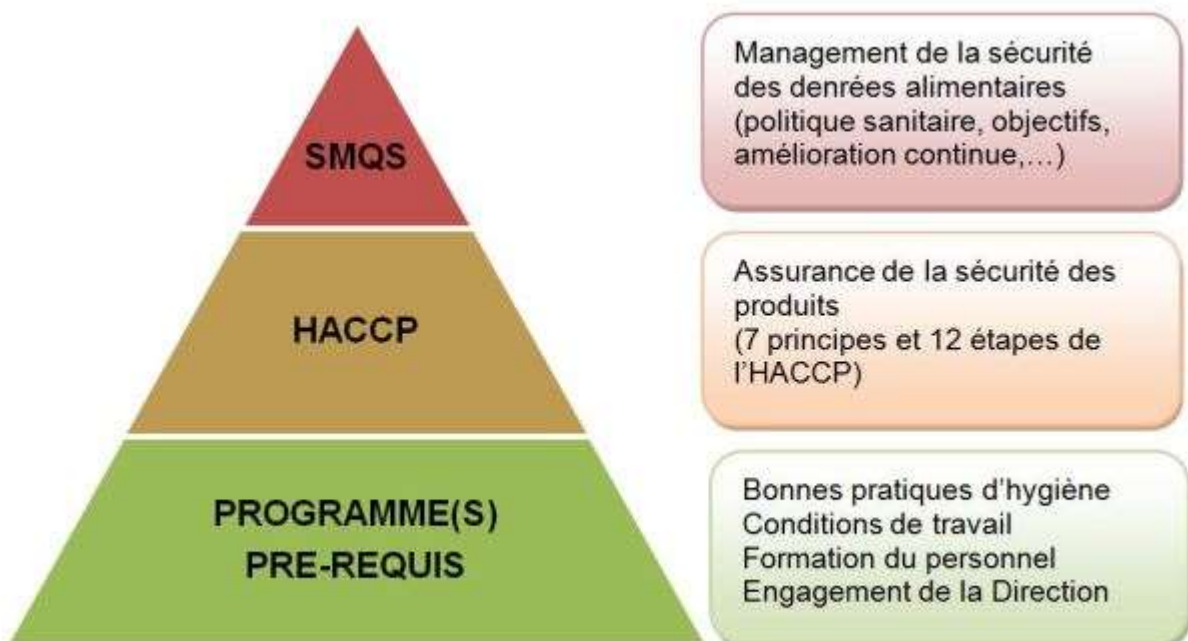 SMQS
Management de la sécurité
des denrées alimentaires
(politique sanitaire, objectifs,
amélioration continue,…)
HACCP
Assurance de la sécurité des
produits
(7 principes et 12 étapes de
l’HACCP)
PROGRAMME(S)
PRE-REQUIS
Bonnes pratiques d’hygiène
Conditions de travail
Formation du personnel
Engagement de la Direction